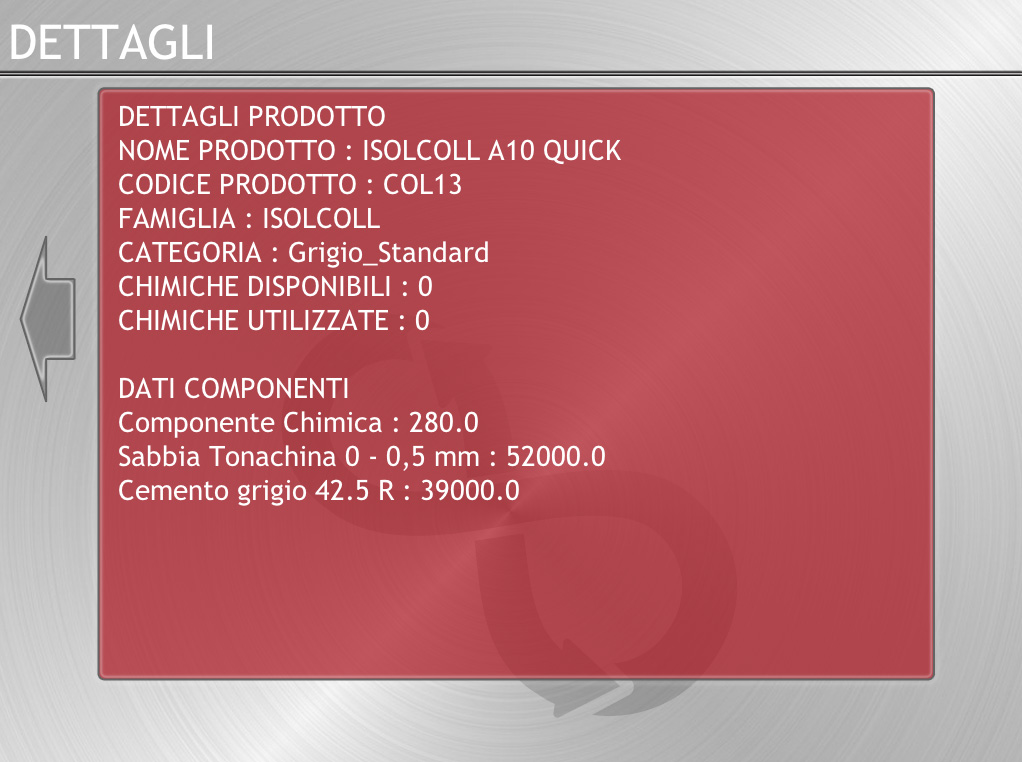 DETTAGLI
DETTAGLI PRODOTTO
NOME PRODOTTO : ISOLCOLL A10 QUICK
CODICE PRODOTTO : COL13
FAMIGLIA : ISOLCOLL
CATEGORIA : Grigio_Standard
CHIMICHE DISPONIBILI : 0
CHIMICHE UTILIZZATE : 0
DATI COMPONENTI
Componente Chimica : 280.0
Sabbia Tonachina 0 - 0,5 mm : 52000.0
Cemento grigio 42.5 R : 39000.0